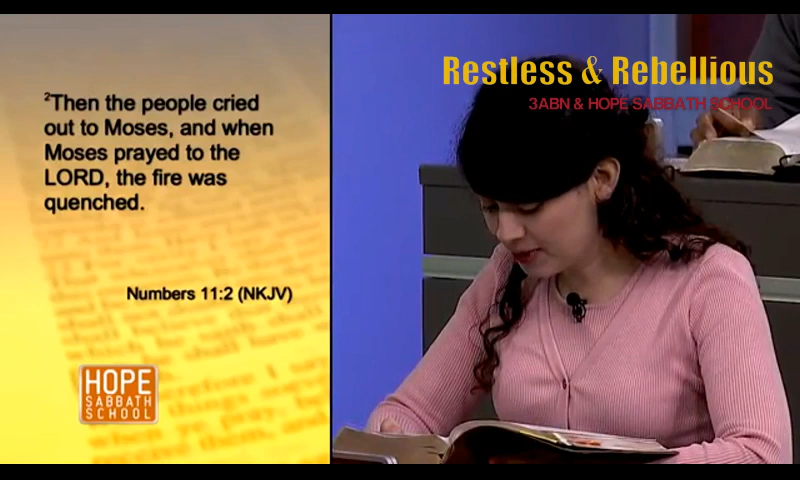 ²Then the people cried
out to Moses, and when
Moses prayed to the
LORD, the fire was
quenched.
Numbers 11:2 (NKJV)
HOPE
SABBATH
SCHOOL
Restless & Rebellious
3ABN & HOPE SABBATH SCHOOL